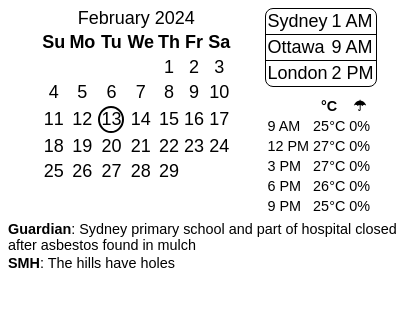 February 2024
Su Mo Tu We Th Fr Sa
1 2 3
4 5 6 7 8 9 10
11 12 13 14 15 16 17
18 19 20 21 22 23 24
25 26 27 28 29
Sydney 1 AM
Ottawa 9 AM
London 2 PM
°C ☂
9 AM 25°C 0%
12 PM 27°C 0%
3 PM 27°C 0%
6 PM 26°C 0%
9 PM 25°C 0%
Guardian: Sydney primary school and part of hospital closed
after asbestos found in mulch
SMH: The hills have holes